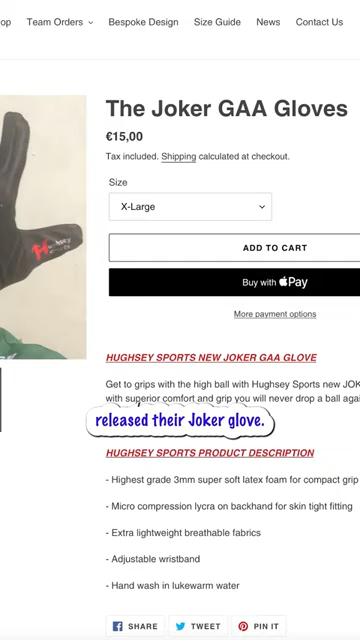 op Team Orders Bespoke Design Size Guide News Contact Us
The Joker GAA Gloves
€15,00
Tax included. Shipping calculated at checkout.
Size
X-Large
ADD TO CART
Buy with Pay
More payment options
HUGHSEY SPORTS NEW JOKER GAA GLOVE
Get to grips with the high ball with Hughsey Sports new JOK
with superior comfort and grip you will never drop a ball agai
released their Joker glove.
HUGHSEY SPORTS PRODUCT DESCRIPTION
- Highest grade 3mm super soft latex foam for compact grip
- Micro compression lycra on backhand for skin tight fitting
- Extra lightweight breathable fabrics
- Adjustable wristband
- Hand wash in lukewarm water
SHARE TWEET PIN IT